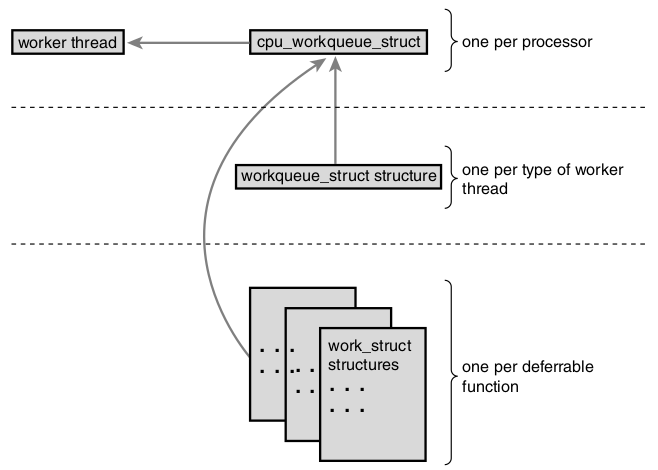 worker thread
cpu_workqueue_struct
one per processor
workqueue_struct structure
one per type of worker
thread
work_struct
structures
. . .
. . .
one per deferrable
function